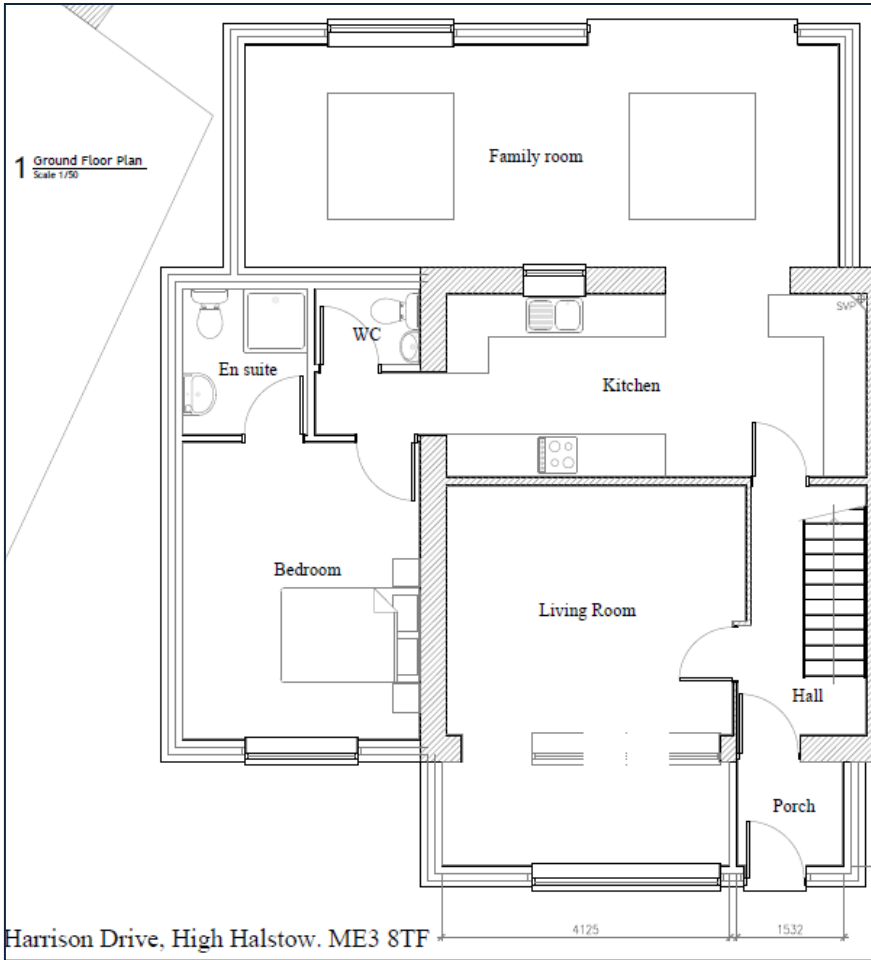 1 Ground Floor Plan
Scale 1/50
Family room
SVP
WC
En suite
Kitchen
Bedroom
Living Room
Hall
Porch
4125
1532
Harrison Drive, High Halstow. ME3 8TF